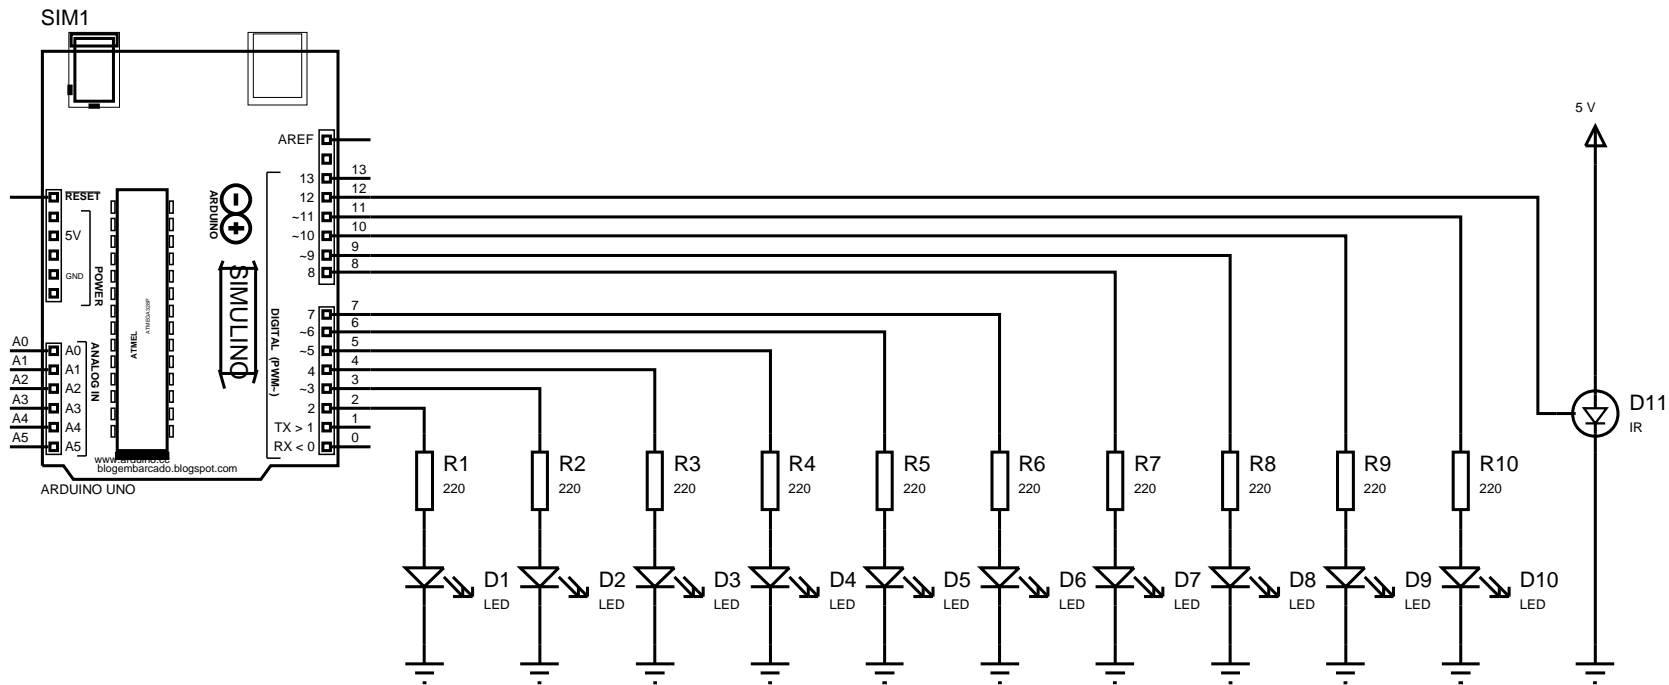 SIM1
5 V
AREF
13
13
12
12
~11
11
~10
10
~9
9
8
8
7
7
~6
6
~5
5
4
4
~3
3
2
2
TX > 1
1
RX < 0
0
RESET
5V
GND
POWER
A0
A0
A1
A1
A2
A2
A3
A3
A4
A4
A5
A5
ANALOG IN
ATMEL
ATMEGA328P
ARDUINO
SIMULINO
DIGITAL (PWM~)
www.arduino.cc
blogembarcado.blogspot.com
ARDUINO UNO
D11
IR
R1
220
R2
220
R3
220
R4
220
R5
220
R6
220
R7
220
R8
220
R9
220
R10
220
D1
LED
D2
LED
D3
LED
D4
LED
D5
LED
D6
LED
D7
LED
D8
LED
D9
LED
D10
LED